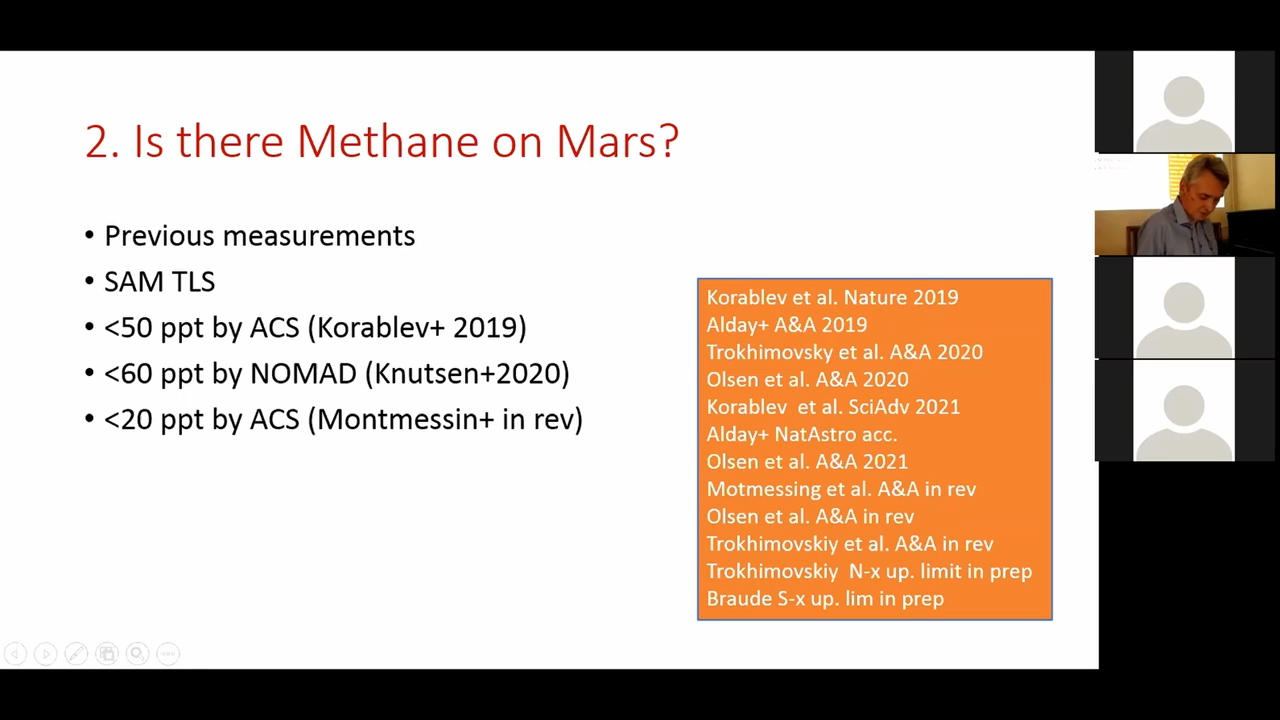 2. Is there Methane on Mars?
• Previous measurements
• SAM TLS
• <50 ppt by ACS (Korablev+ 2019)
• <60 ppt by NOMAD (Knutsen+2020)
• <20 ppt by ACS (Montmessin+ in rev)
Korablev et al. Nature 2019
Alday+ A&A 2019
Trokhimovsky et al. A&A 2020
Olsen et al. A&A 2020
Korablev et al. SciAdv 2021
Alday+ NatAstro acc.
Olsen et al. A&A 2021
Motmessing et al. A&A in rev
Olsen et al. A&A in rev
Trokhimovskiy et al. A&A in rev
Trokhimovskiy N-x up. limit in prep
Braude S-x up. lim in prep